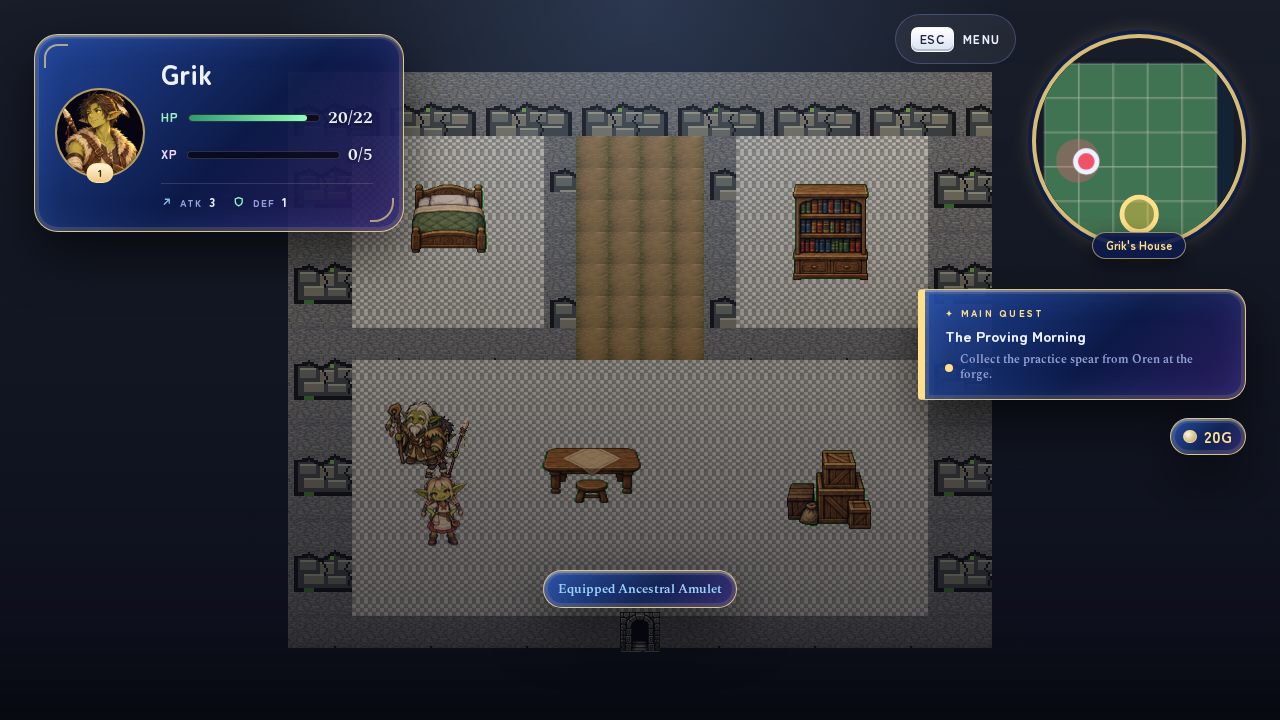 Grik
HP 20/22
XP 0/5
1
ATK 3 DEF 1
ESC MENU
Grik's House
✦ MAIN QUEST
The Proving Morning
Collect the practice spear from Oren at the
forge.
20G
Equipped Ancestral Amulet